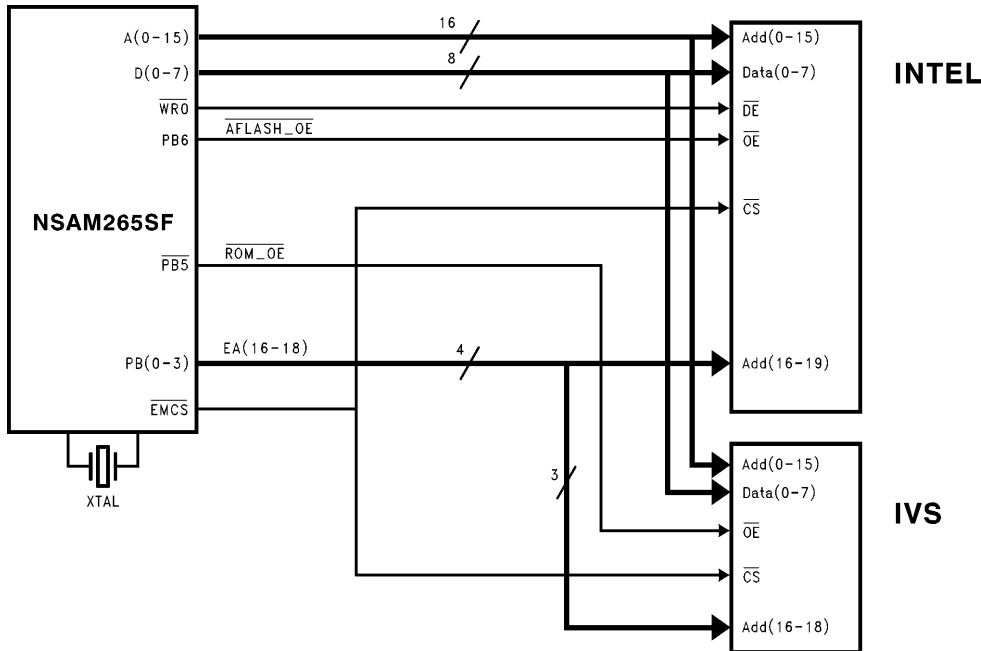 16
A(0-15)
Add(0-15)
8
D(0-7)
Data(0-7)
INTEL
WR0
DE
AFLASH_OE
PB6
OE
CS
NSAM265SF
ROM_OE
PB5
EA(16-18)
4
PB(0-3)
Add(16-19)
EMCS
3
Add(0-15)
XTAL
Data(0-7)
IVS
OE
CS
Add(16-18)